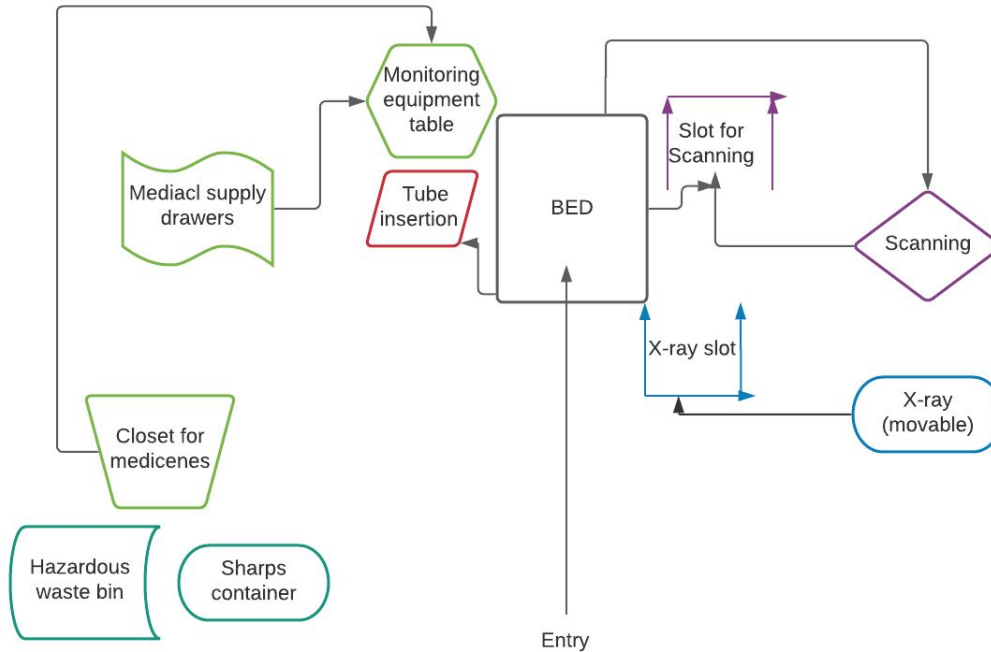 Monitoring
equipment
table
Slot for
Scanning
Mediacl supply
drawers
Tube
insertion
BED
Scanning
X-ray slot
X-ray
(movable)
Closet for
medicenes
Hazardous
waste bin
Sharps
container
Entry